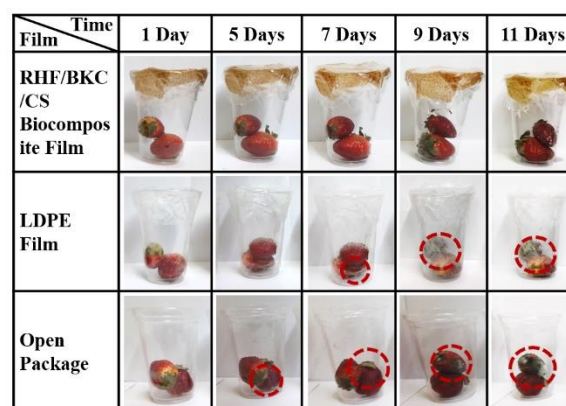 Time
Film
1 Day
5 Days
7 Days
9 Days
11 Days
RHF/BKC
/CS
Biocompos
ite Film
LDPE
Film
Open
Package